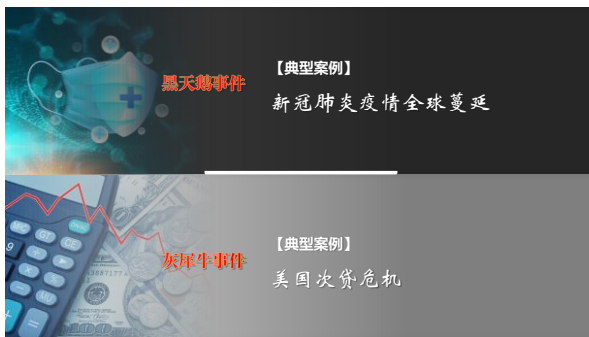 黑天鹅事件
【典型案例】
新冠肺炎疫情全球蔓延
灰犀牛事件
【典型案例】
美国次贷危机